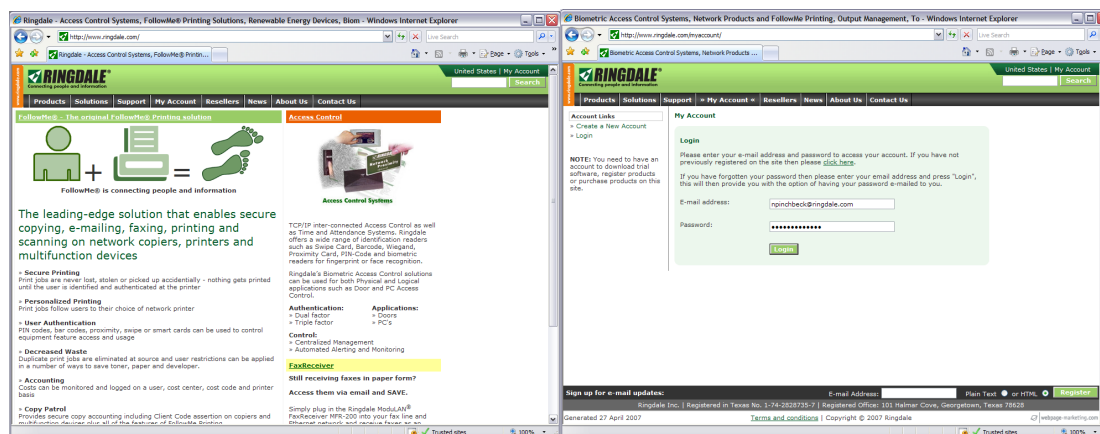 Ringdale - Access Control Systems, FollowMe® Printing Solutions, Renewable Energy Devices, Biom - Windows Internet Explorer
http://www.ringdale.com/
Live Search
Ringdale - Access Control Systems, FollowMe® Printin...
Page
Tools
www.ringdale.com
RINGDALE®
Connecting people and information
United States | My Account
Search
Products Solutions Support My Account Resellers News About Us Contact Us
FollowMe® - The original FollowMe® Printing solution
+ =
FollowMe® is connecting people and information
The leading-edge solution that enables secure
copying, e-mailing, faxing, printing and
scanning on network copiers, printers and
multifunction devices
» Secure Printing
Print jobs are never lost, stolen or picked up accidentally - nothing gets printed
until the user is identified and authenticated at the printer
» Personalized Printing
Print jobs follow users to their choice of network printer
» User Authentication
PIN codes, bar codes, proximity, swipe or smart cards can be used to control
equipment feature access and usage
» Decreased Waste
Duplicate print jobs are eliminated at source and user restrictions can be applied
in a number of ways to save toner, paper and developer.
» Accounting
Costs can be monitored and logged on a user, cost center, cost code and printer
basis
» Copy Patrol
Provides secure copy accounting including Client Code assertion on copiers and
multifunction devices plus all of the features of FollowMe Printing
Access Control
Access Control Systems
TCP/IP inter-connected Access Control as well
as Time and Attendance Systems. Ringdale
offers a wide range of identification readers
such as Swipe Card, Barcode, Wiegand,
Proximity Card, PIN-Code and biometric
readers for fingerprint or face recognition.
Ringdale's Biometric Access Control solutions
can be used for both Physical and Logical
applications such as Door and PC Access
Control.
Authentication: Applications:
» Dual factor » Doors
» Triple factor » PC's
Control:
» Centralized Management
» Automated Alerting and Monitoring
FaxReceiver
Still receiving faxes in paper form?
Access them via email and SAVE.
Simply plug in the Ringdale ModuLAN®
FaxReceiver MFR-200 into your fax line and
Ethernet network and receive faxes as an
Trusted sites 100%
Biometric Access Control Systems, Network Products and FollowMe Printing, Output Management, To - Windows Internet Explorer
http://www.ringdale.com/myaccount/
Live Search
Biometric Access Control Systems, Network Products ...
Page
Tools
www.ringdale.com
RINGDALE®
Connecting people and information
United States | My Account
Search
Products Solutions Support » My Account « Resellers News About Us Contact Us
Account Links
» Create a New Account
» Login
NOTE: You need to have an
account to download trial
software, register products
or purchase products on this
site.
My Account
Login
Please enter your e-mail address and password to access your account. If you have not
previously registered on the site then please click here.
If you have forgotten your password then please enter your email address and press "Login",
this will then provide you with the option of having your password e-mailed to you.
E-mail address: npinchbeck@ringdale.com
Password: •••••••••••••
Login
Sign up for e-mail updates: E-mail Address: Plain Text or HTML Register
Ringdale Inc. | Registered in Texas No. 1-74-2828735-7 | Registered Office: 101 Halmar Cove, Georgetown, Texas 78628
Generated 27 April 2007 Terms and conditions | Copyright © 2007 Ringdale webpage-marketing.com
Trusted sites 100%